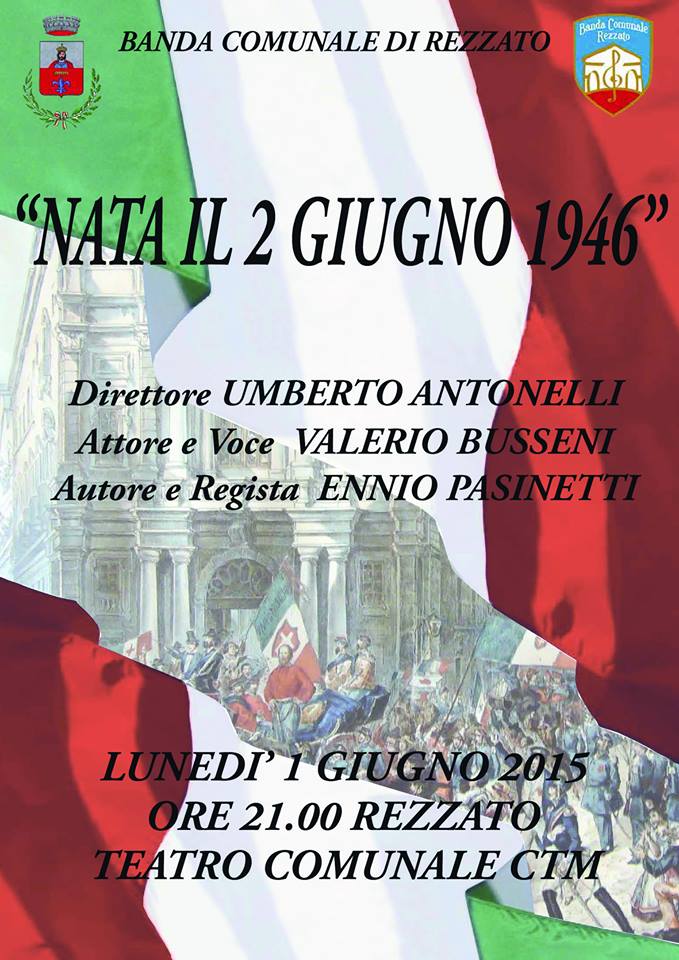 BANDA COMUNALE DI REZZATO
Banda Comunale
Rezzato
“NATA IL 2 GIUGNO 1946”
Direttore UMBERTO ANTONELLI
Attore e Voce VALERIO BUSSENI
Autore e Regista ENNIO PASINETTI
LUNEDI’ 1 GIUGNO 2015
ORE 21.00 REZZATO
TEATRO COMUNALE CTM